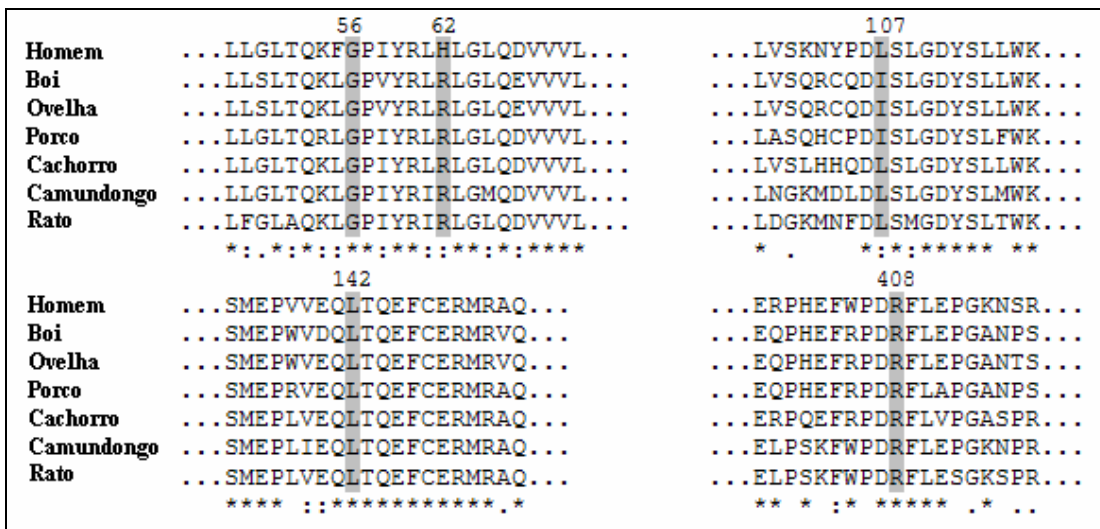 56 62 107
Homem ...LLGLTQKFGPIYRLHLGLQDVVVL... ...LVSKNYPDLSLGDYSLLWK...
Boi ...LLSLTQKLGPVYRLRLGLQEVVVL... ...LVSQRCQDISLGDYSLLWK...
Ovelha ...LLSLTQKLGPVYRLRLGLQEVVVL... ...LVSQRCQDISLGDYSLLWK...
Porco ...LLGLTQRLGPIYRLRLGLQDVVVL... ...LASQHCPDISLGDYSLFWK...
Cachorro ...LLGLTQKLGPIYRLRLGLQDVVVL... ...LVSLHHQDLSLGDYSLLWK...
Camundongo ...LLGLTQKLGPIYRIRLGMQDVVVL... ...LNGKMDLDLSLGDYSLMWK...
Rato ...LFGLAQKLGPIYRIRLGLQDVVVL... ...LDGKMNFDLSMGDYSLTWK...
*:.*:*::**:**::**:**:**** * . *:*:***** **
142 408
Homem ...SMEPVVEQLTQEFCERMRAQ... ...ERPHEFWPDRFLEPGKNSR...
Boi ...SMEPWVDQLTQEFCERMRVQ... ...EQPHEFRPDRFLEPGANPS...
Ovelha ...SMEPWVEQLTQEFCERMRVQ... ...EQPHEFRPDRFLEPGANTS...
Porco ...SMEPRVEQLTQEFCERMRAQ... ...EQPHEFRPDRFLAPGANPS...
Cachorro ...SMEPLVEQLTQEFCERMRAQ... ...ERPQEFRPDRFLVPGASPR...
Camundongo ...SMEPLIEQLTQEFCERMRAQ... ...ELPSKFWPDRFLEPGKNPR...
Rato ...SMEPLVEQLTQEFCERMRAQ... ...ELPSKFWPDRFLESGKSPR...
**** ::***********.* ** * :* ***** .* ..